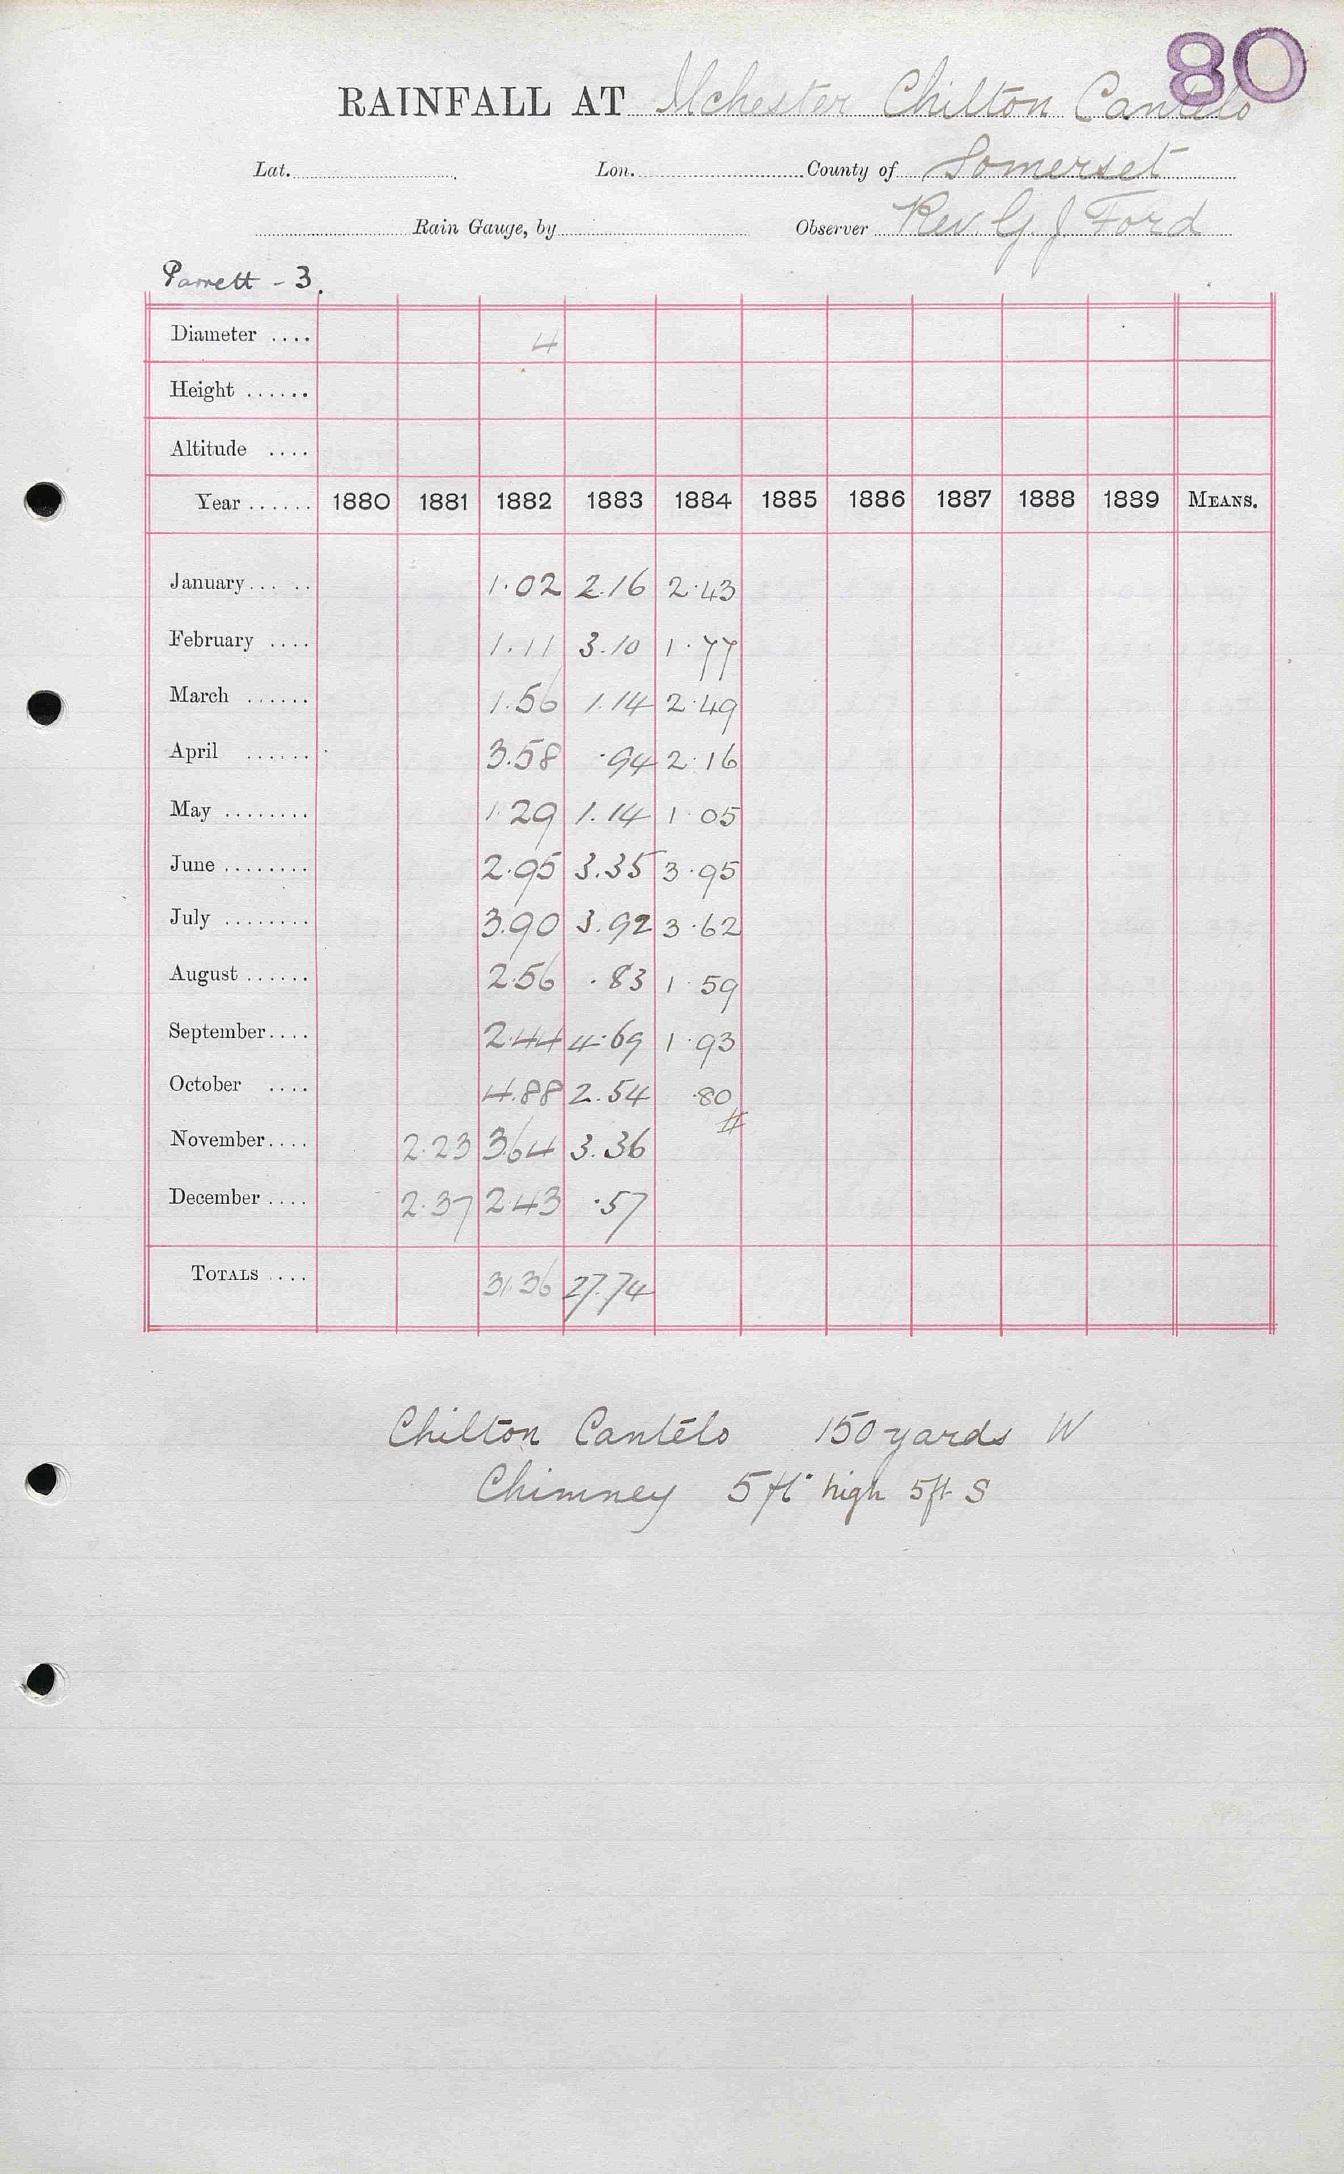 80
RAINFALL AT Ilchester Chilton Cantelo
Lat. Lon. County of Somerset
Rain Gauge, by Observer Rev G J Ford
Parrett - 3.
Diameter .... 4
Height ......
Altitude ....
Year ...... 1880 1881 1882 1883 1884 1885 1886 1887 1888 1889 MEANS.
January... .. 1.02 2.16 2.43
February .... 1.11 3.10 1.77
March ...... 1.56 1.14 2.49
April ...... 3.58 .94 2.16
May ........ 1.29 1.14 1.05
June ........ 2.95 3.35 3.95
July ........ 3.90 3.92 3.62
August ...... 2.56 .83 1.59
September.... 2.44 4.69 1.93
October .... 4.88 2.54 .80
#
November.... 2.23 3.64 3.36
December .... 2.37 2.43 .57
TOTALS .... 31.36 27.74
Chilton Cantelo 150 yards W
Chimney 5 ft. high 5ft. S